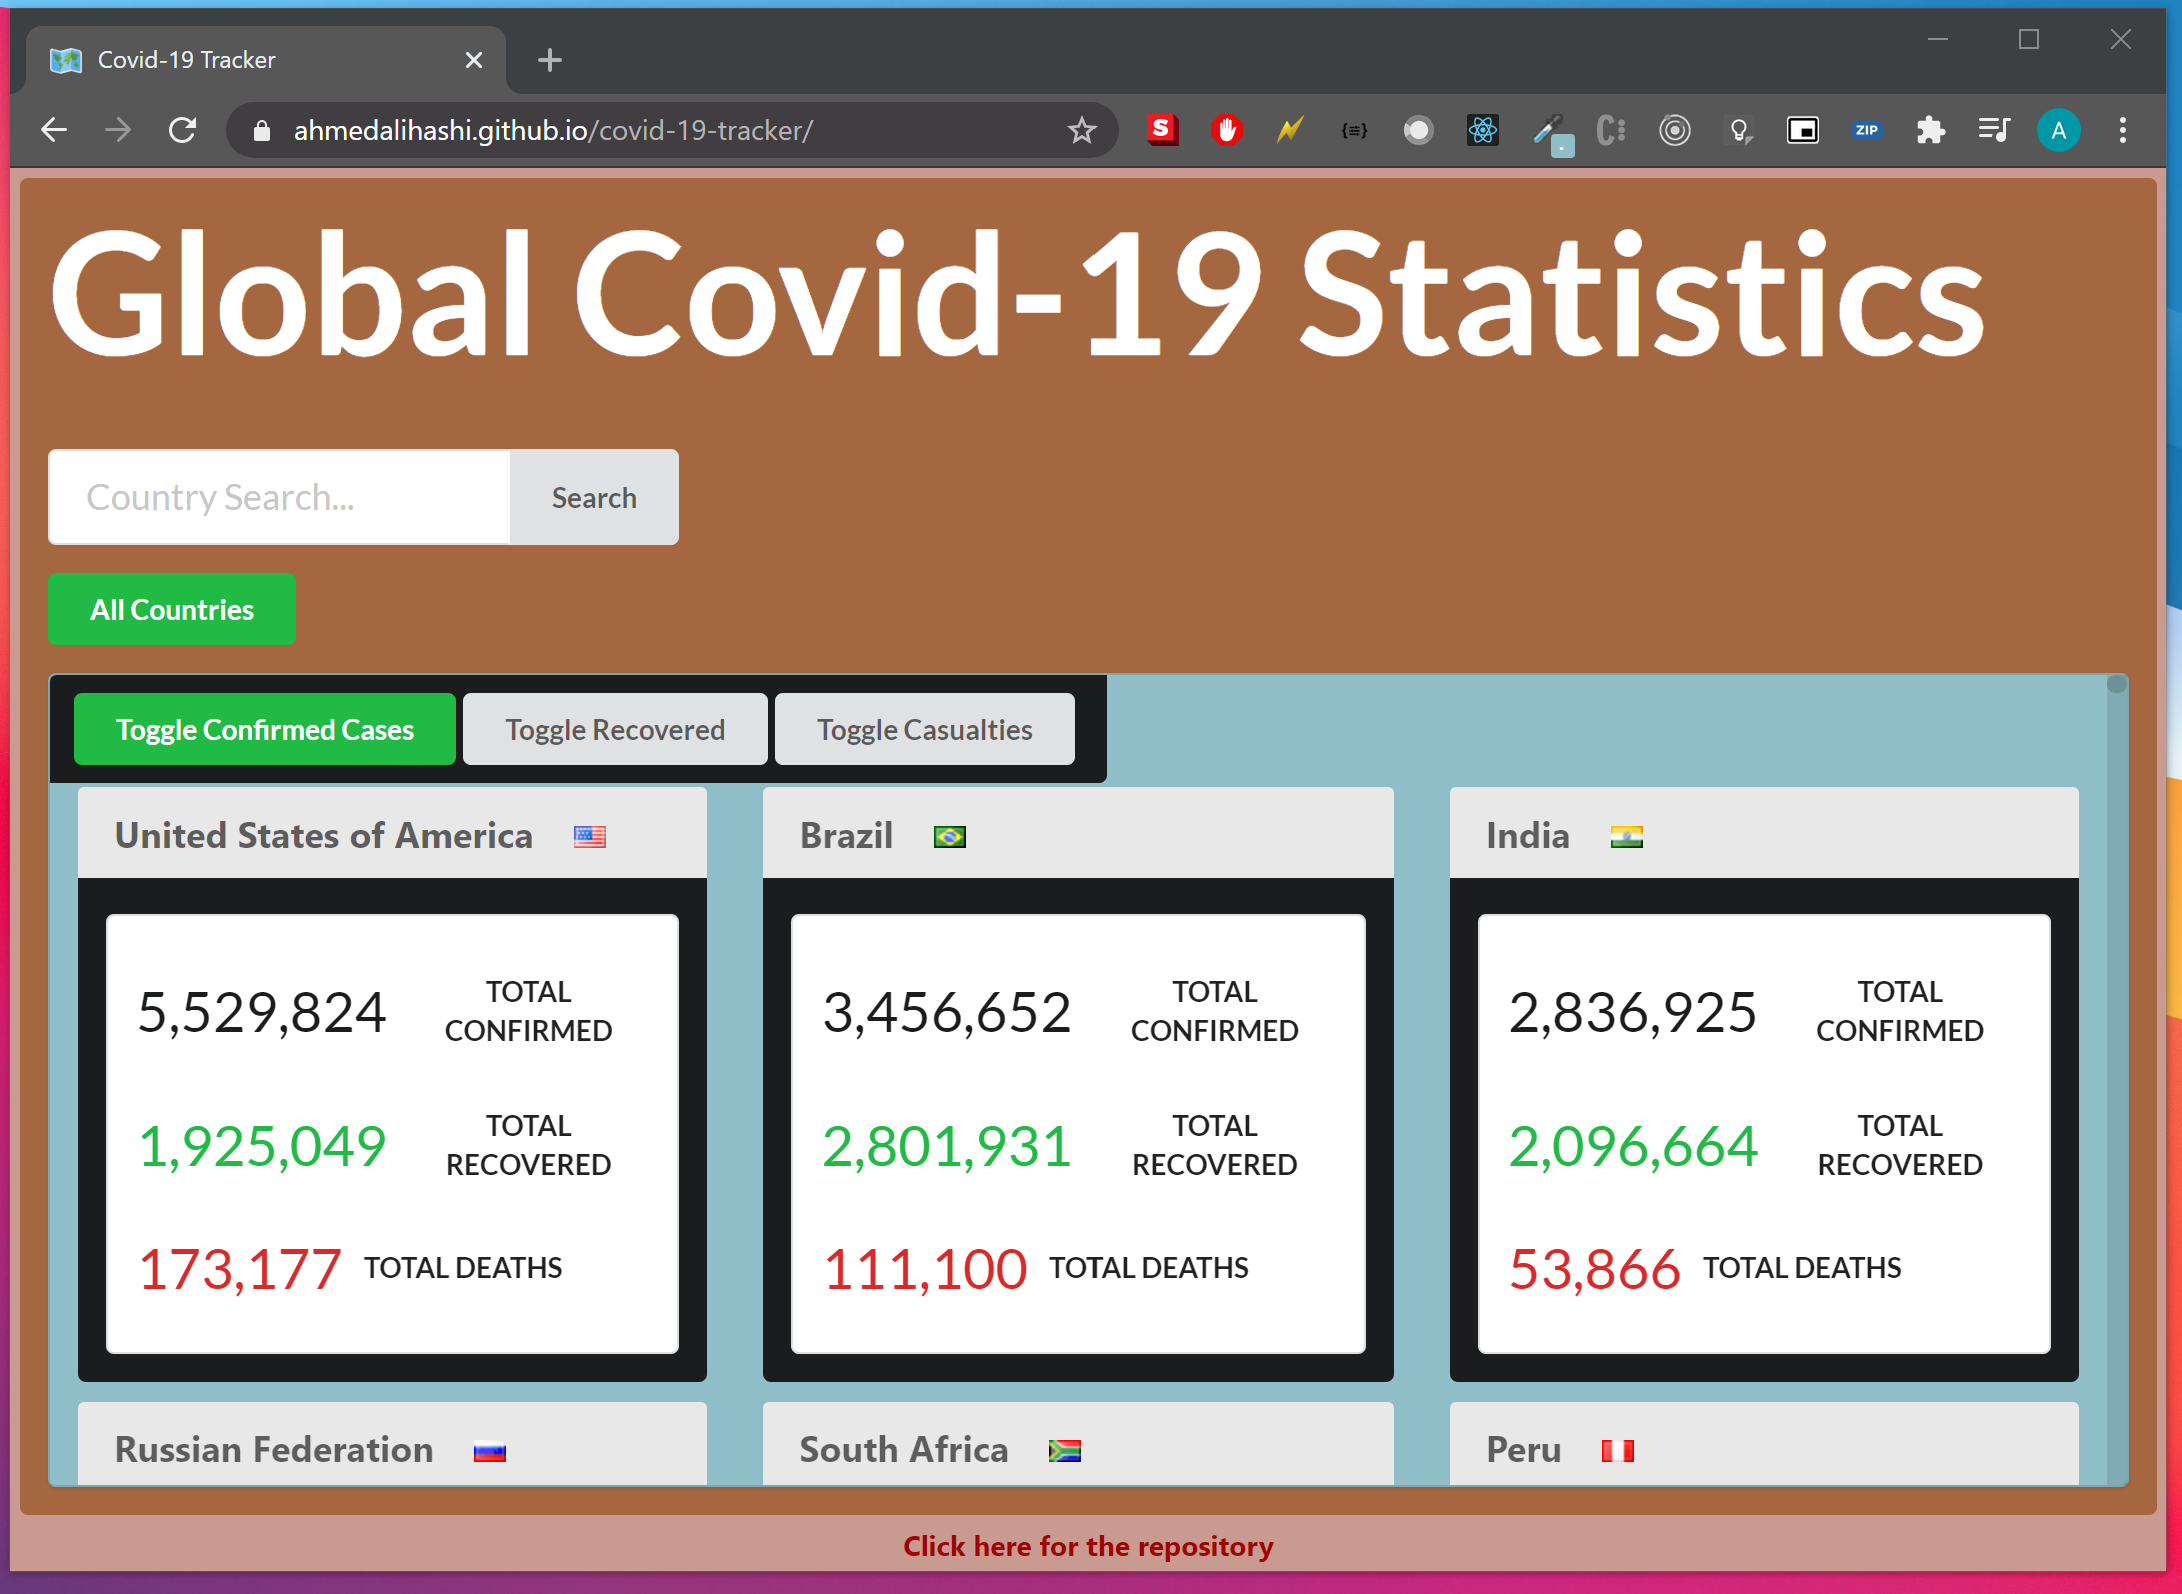 Covid-19 Tracker
ahmedalihashi.github.io/covid-19-tracker/
S
{≡}
C
ZIP
A
Global Covid-19 Statistics
Country Search...
Search
All Countries
Toggle Confirmed Cases
Toggle Recovered
Toggle Casualties
United States of America
Brazil
India
5,529,824
TOTAL
CONFIRMED
1,925,049
TOTAL
RECOVERED
173,177
TOTAL DEATHS
3,456,652
TOTAL
CONFIRMED
2,801,931
TOTAL
RECOVERED
111,100
TOTAL DEATHS
2,836,925
TOTAL
CONFIRMED
2,096,664
TOTAL
RECOVERED
53,866
TOTAL DEATHS
Russian Federation
South Africa
Peru
Click here for the repository